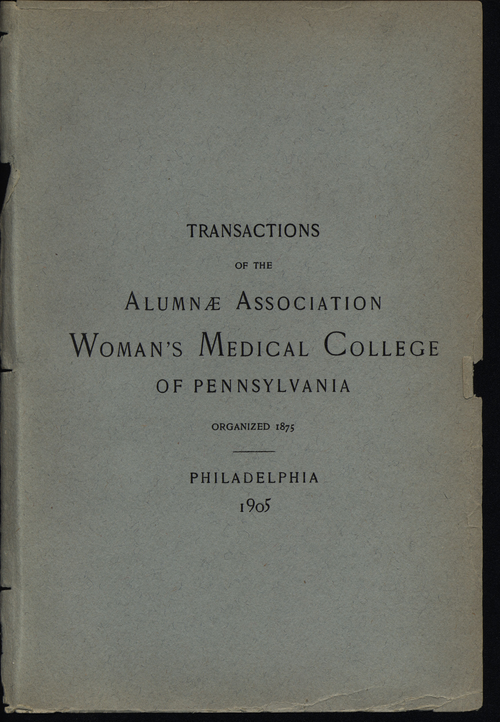 TRANSACTIONS
OF THE
ALUMNÆ ASSOCIATION
WOMAN'S MEDICAL COLLEGE
OF PENNSYLVANIA
ORGANIZED 1875
PHILADELPHIA
1905